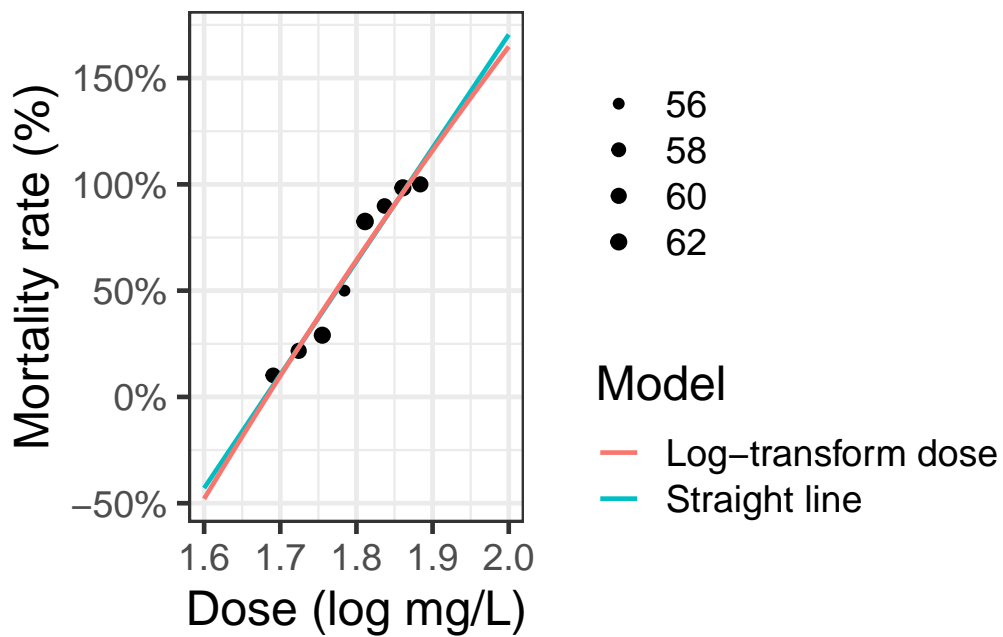 Mortality rate (%)
150%
100%
50%
0%
−50%
1.6 1.7 1.8 1.9 2.0
Dose (log mg/L)
56
58
60
62
Model
Log−transform dose
Straight line